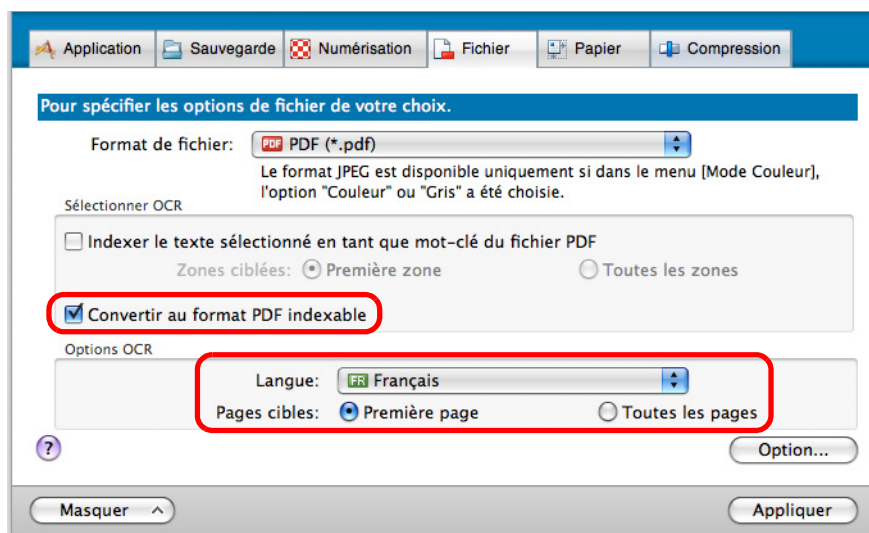 Application Sauvegarde Numérisation Fichier Papier Compression
Pour spécifier les options de fichier de votre choix.
Format de fichier: PDF PDF (*.pdf)
Le format JPEG est disponible uniquement si dans le menu [Mode Couleur],
l'option "Couleur" ou "Gris" a été choisie.
Sélectionner OCR
Indexer le texte sélectionné en tant que mot-clé du fichier PDF
Zones ciblées: Première zone Toutes les zones
Convertir au format PDF indexable
Options OCR
Langue: FR Français
Pages cibles: Première page Toutes les pages
? Option...
Masquer Appliquer